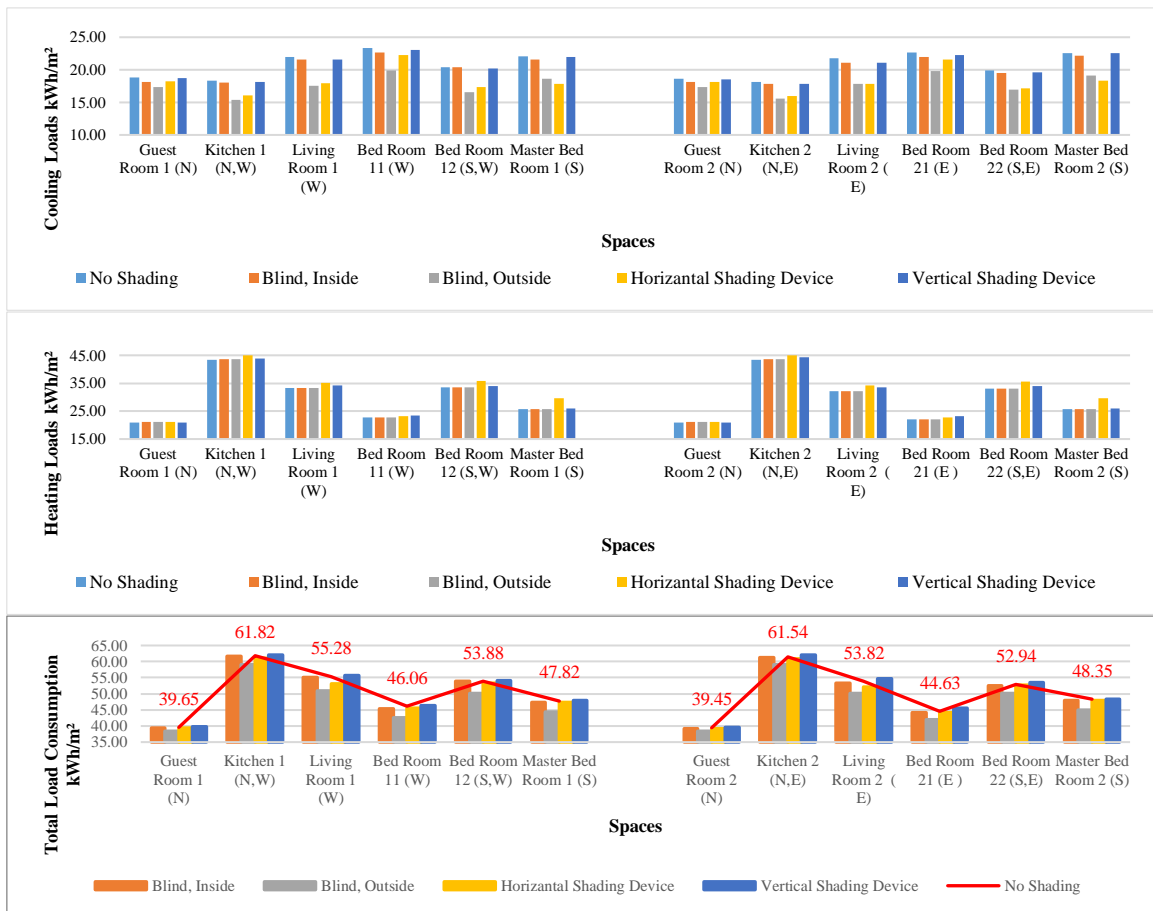 Cooling Loads kWh/m²
25.00
20.00
15.00
10.00
Guest Kitchen 1 Living Bed Room Bed Room Master Bed Guest Kitchen 2 Living Bed Room Bed Room Master Bed
Room 1 (N) (N,W) Room 1 11 (W) 12 (S,W) Room 1 (S) Room 2 (N) (N,E) Room 2 ( 21 (E ) 22 (S,E) Room 2 (S)
(W) E)
Spaces
No Shading Blind, Inside Blind, Outside Horizantal Shading Device Vertical Shading Device
Heating Loads kWh/m²
45.00
35.00
25.00
15.00
Guest Kitchen 1 Living Bed Room Bed Room Master Bed Guest Kitchen 2 Living Bed Room Bed Room Master Bed
Room 1 (N) (N,W) Room 1 11 (W) 12 (S,W) Room 1 (S) Room 2 (N) (N,E) Room 2 ( 21 (E ) 22 (S,E) Room 2 (S)
(W) E)
Spaces
No Shading Blind, Inside Blind, Outside Horizantal Shading Device Vertical Shading Device
Total Load Consumption
kWh/m²
65.00
60.00
55.00
50.00
45.00
40.00
35.00
39.65 61.82 55.28 46.06 53.88 47.82 39.45 61.54 53.82 44.63 52.94 48.35
Guest Kitchen 1 Living Bed Room Bed Room Master Bed Guest Kitchen 2 Living Bed Room Bed Room Master Bed
Room 1 (N,W) Room 1 11 (W) 12 (S,W) Room 1 (S) Room 2 (N,E) Room 2 ( 21 (E ) 22 (S,E) Room 2 (S)
(N) (W) (N) E)
Spaces
Blind, Inside Blind, Outside Horizantal Shading Device Vertical Shading Device No Shading